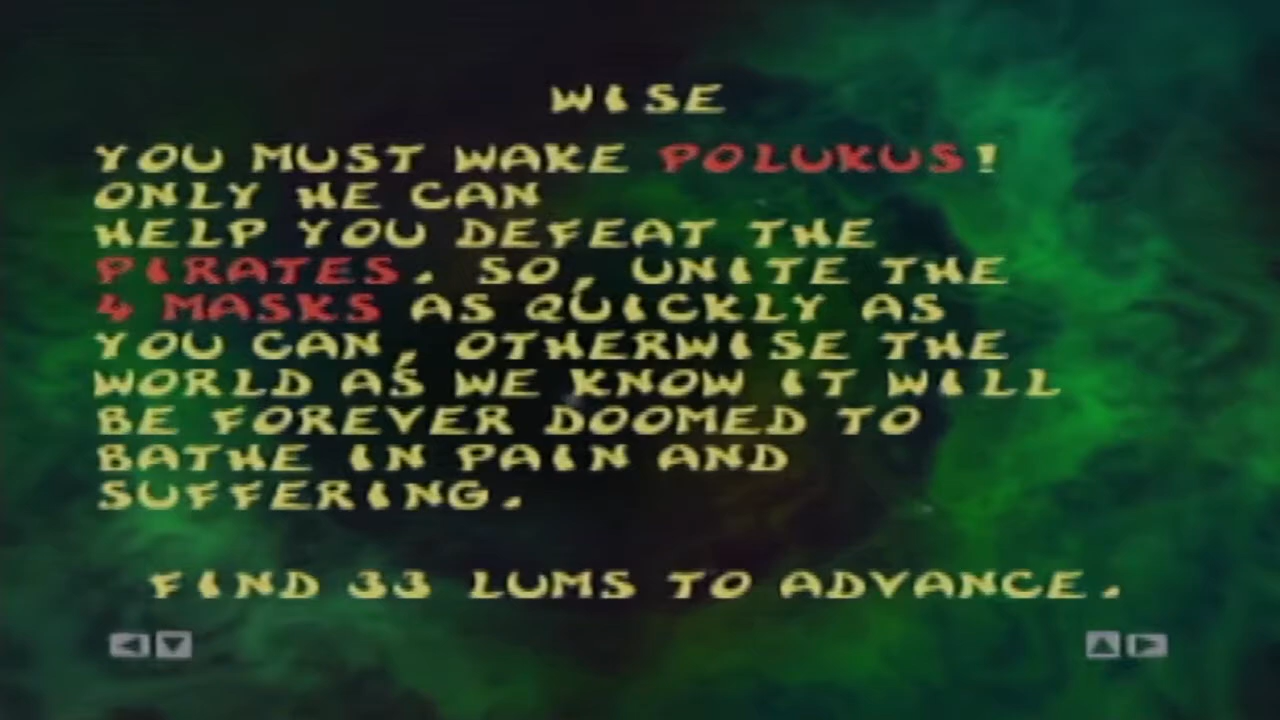 WISE
YOU MUST WAKE POLUKUS!
ONLY HE CAN
HELP YOU DEFEAT THE
PIRATES. SO, UNITE THE
4 MASKS AS QUICKLY AS
YOU CAN, OTHERWISE THE
WORLD AS WE KNOW IT WILL
BE FOREVER DOOMED TO
BATHE IN PAIN AND
SUFFERING.
FIND 33 LUMS TO ADVANCE.